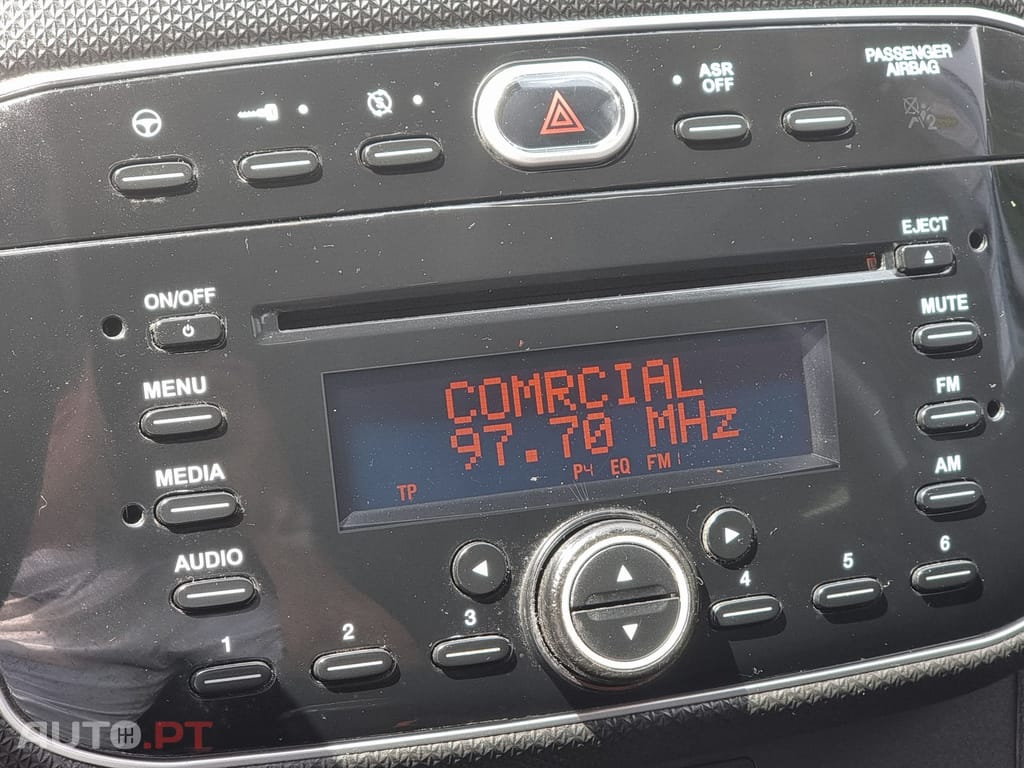 PASSENGER
AIRBAG
ASR
OFF
2
EJECT
ON/OFF
MUTE
MENU
COMRCIAL
FM
97.70 MHz
MEDIA
P4 EQ FM
TP
AM
AUDIO
1
2
3
4
5
6
AUTO.PT